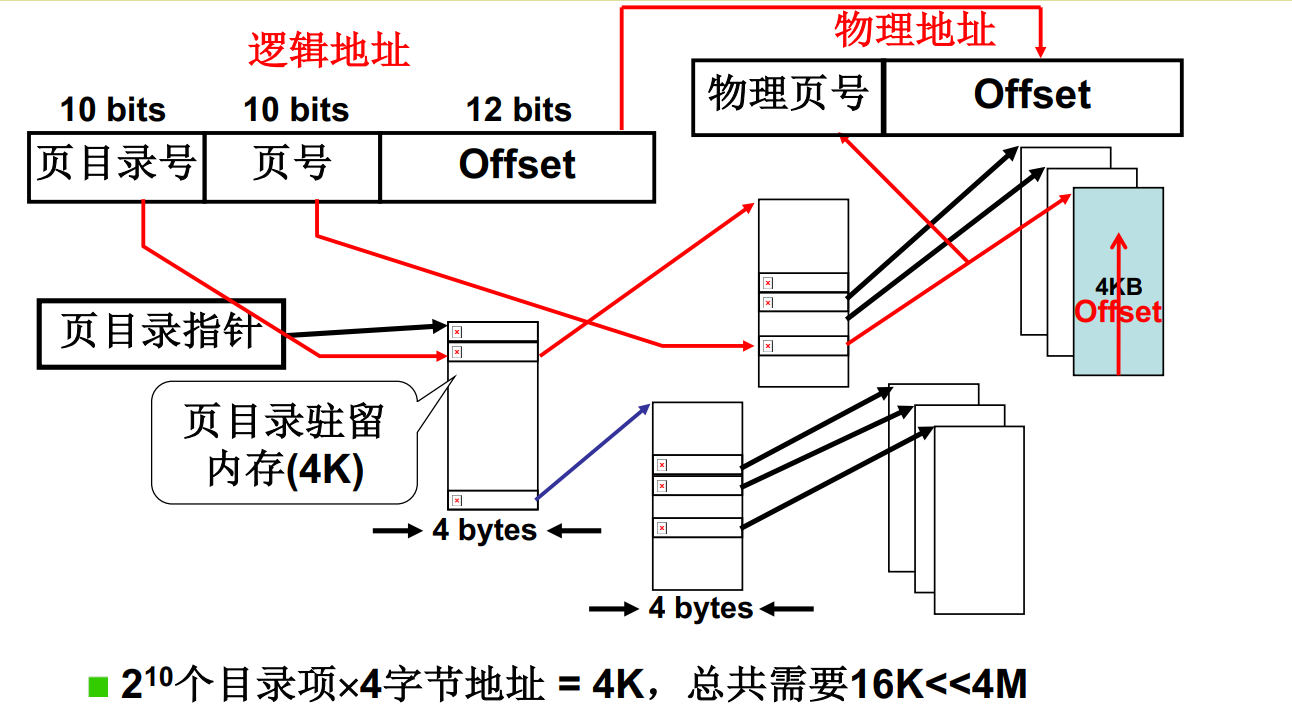 逻辑地址
物理地址
10 bits
10 bits
12 bits
页目录号
页号
Offset
物理页号
Offset
页目录指针
页目录驻留
内存(4K)
4KB
Offset
4 bytes
4 bytes
2¹⁰个目录项×4字节地址 = 4K，总共需要16K<<4M